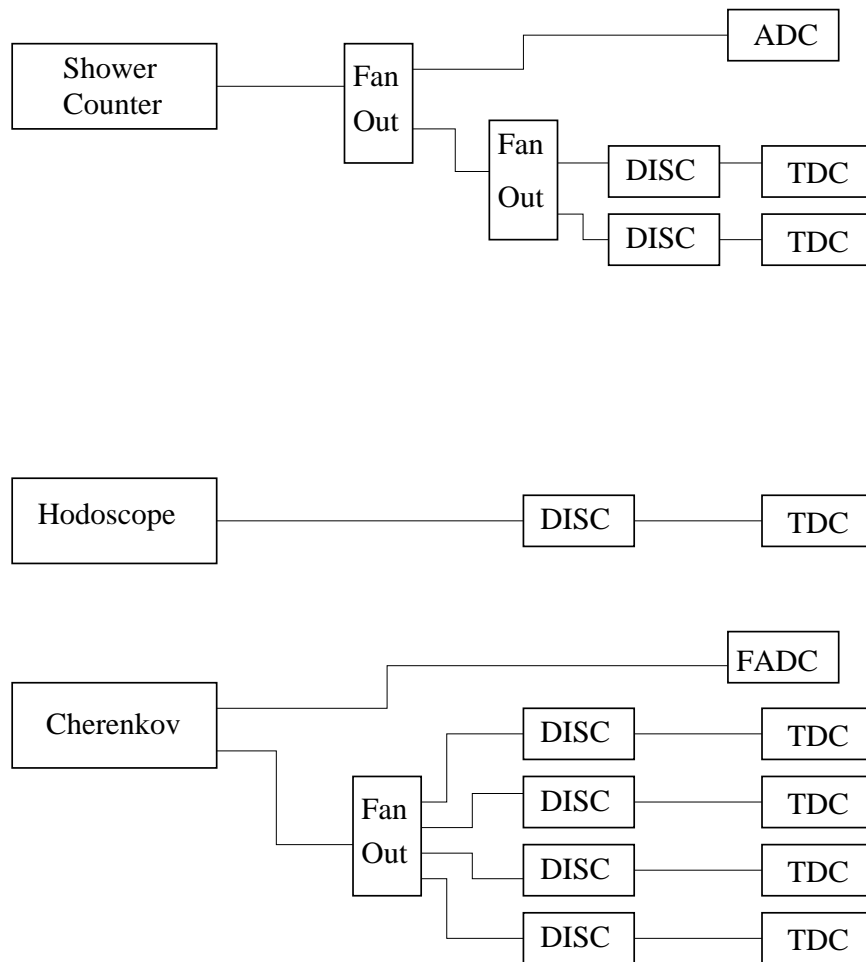 ADC
Shower
Counter
Fan
Out
Fan
Out
DISC
TDC
DISC
TDC
Hodoscope
DISC
TDC
FADC
Cherenkov
DISC
TDC
Fan
Out
DISC
TDC
DISC
TDC
DISC
TDC